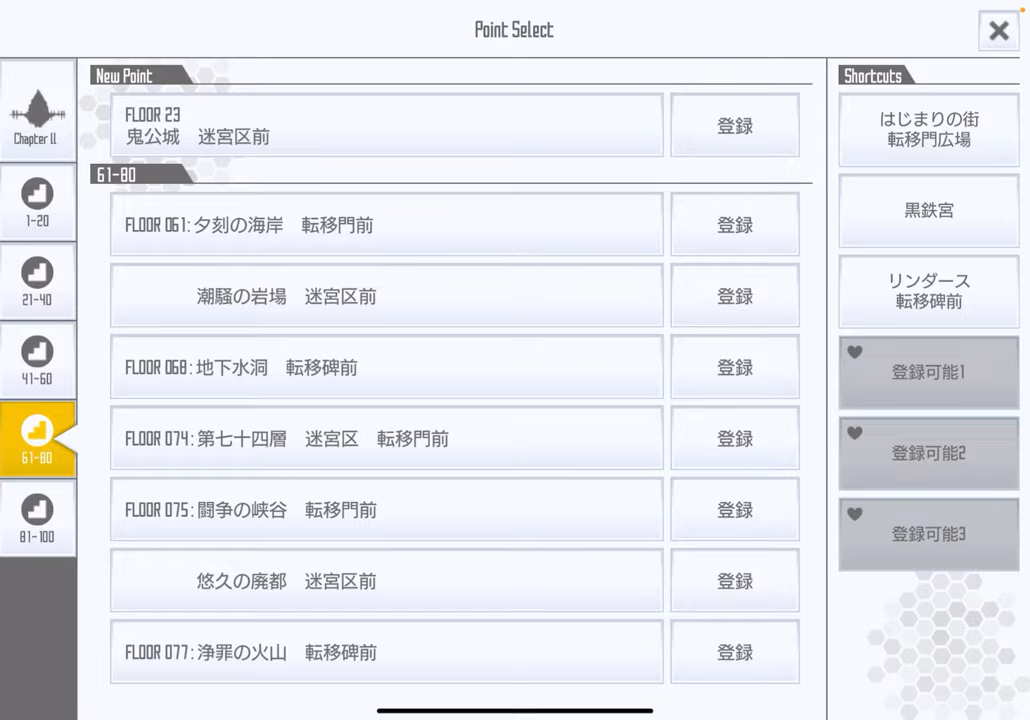 Point Select
Chapter II
1-20
21-40
41-60
61-80
81-100
New Point
FLOOR 23
鬼公城　迷宮区前
登録
61-80
FLOOR 061:夕刻の海岸　転移門前
登録
潮騒の岩場　迷宮区前
登録
FLOOR 068:地下水洞　転移碑前
登録
FLOOR 074:第七十四層　迷宮区　転移門前
登録
FLOOR 075:闘争の峡谷　転移門前
登録
悠久の廃都　迷宮区前
登録
FLOOR 077:浄罪の火山　転移碑前
登録
Shortcuts
はじまりの街
転移門広場
黒鉄宮
リンダース
転移碑前
登録可能1
登録可能2
登録可能3